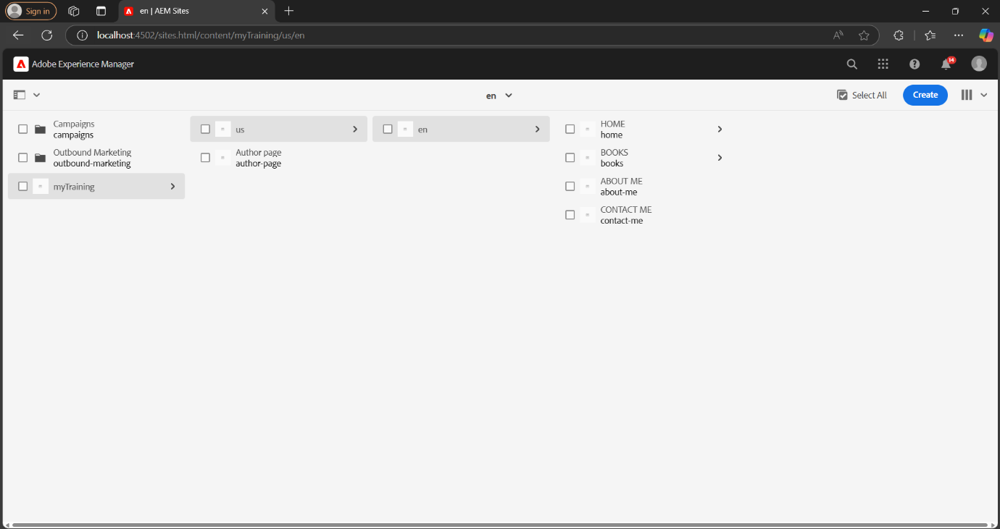 Sign in
en | AEM Sites
localhost:4502/sites.html/content/myTraining/us/en
Adobe Experience Manager
14
en
Select All
Create
Campaigns
campaigns
Outbound Marketing
outbound-marketing
myTraining
us
Author page
author-page
en
HOME
home
BOOKS
books
ABOUT ME
about-me
CONTACT ME
contact-me